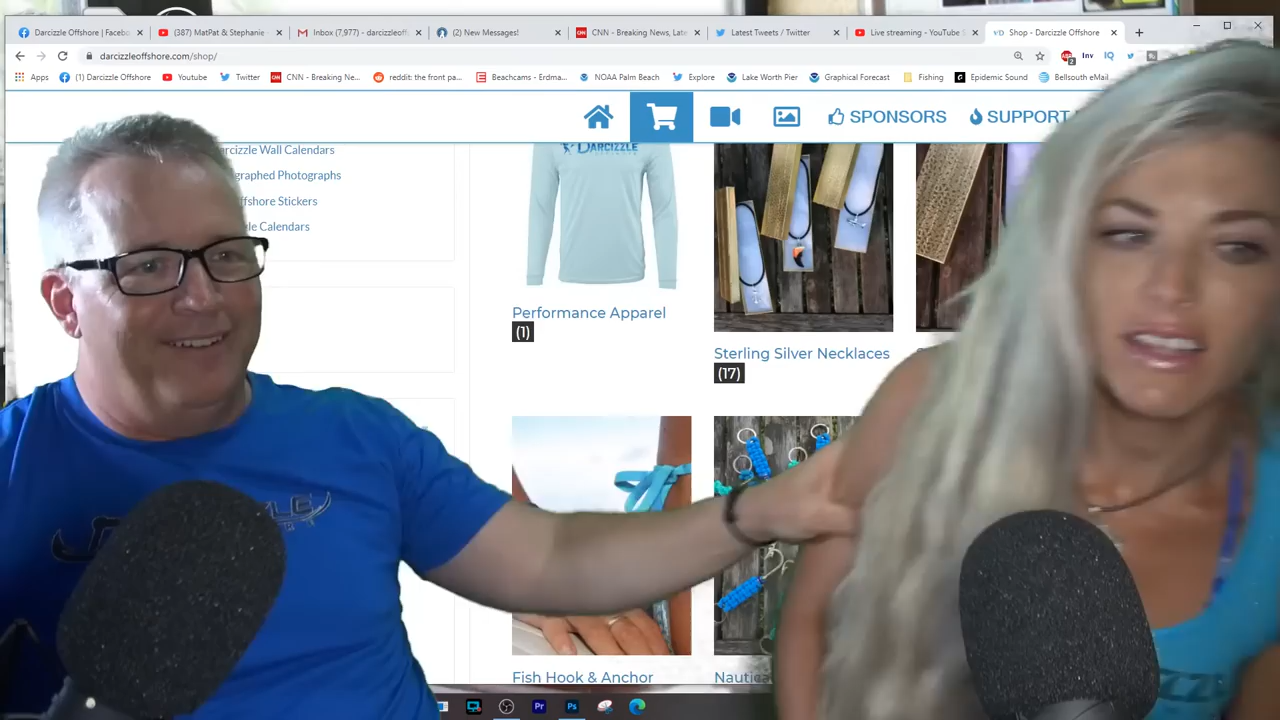 Darcizzle Offshore | Faceb
(387) MatPat & Stephanie
Inbox (7,977) - darcizzleoff
(2) New Messages!
CNN - Breaking News, Late
Latest Tweets / Twitter
Live streaming - YouTube S
Shop - Darcizzle Offshore
darcizzleoffshore.com/shop/
Apps
(1) Darcizzle Offshore
Youtube
Twitter
CNN - Breaking Ne...
reddit: the front pa...
Beachcams - Erdma...
NOAA Palm Beach
Explore
Lake Worth Pier
Graphical Forecast
Fishing
Epidemic Sound
Bellsouth eMail
SPONSORS
SUPPORT
arcizzle Wall Calendars
graphed Photographs
ffshore Stickers
le Calendars
DARCIZZLE
Performance Apparel
(1)
Sterling Silver Necklaces
(17)
Fish Hook & Anchor
Nautica